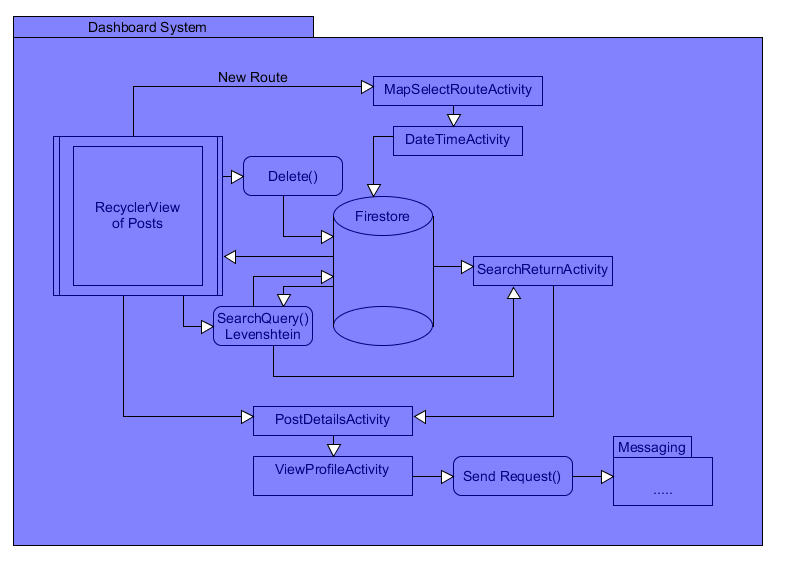 Dashboard System
New Route
MapSelectRouteActivity
DateTimeActivity
Delete()
RecyclerView
of Posts
Firestore
SearchReturnActivity
SearchQuery()
Levenshtein
PostDetailsActivity
ViewProfileActivity
Send Request()
Messaging
.....